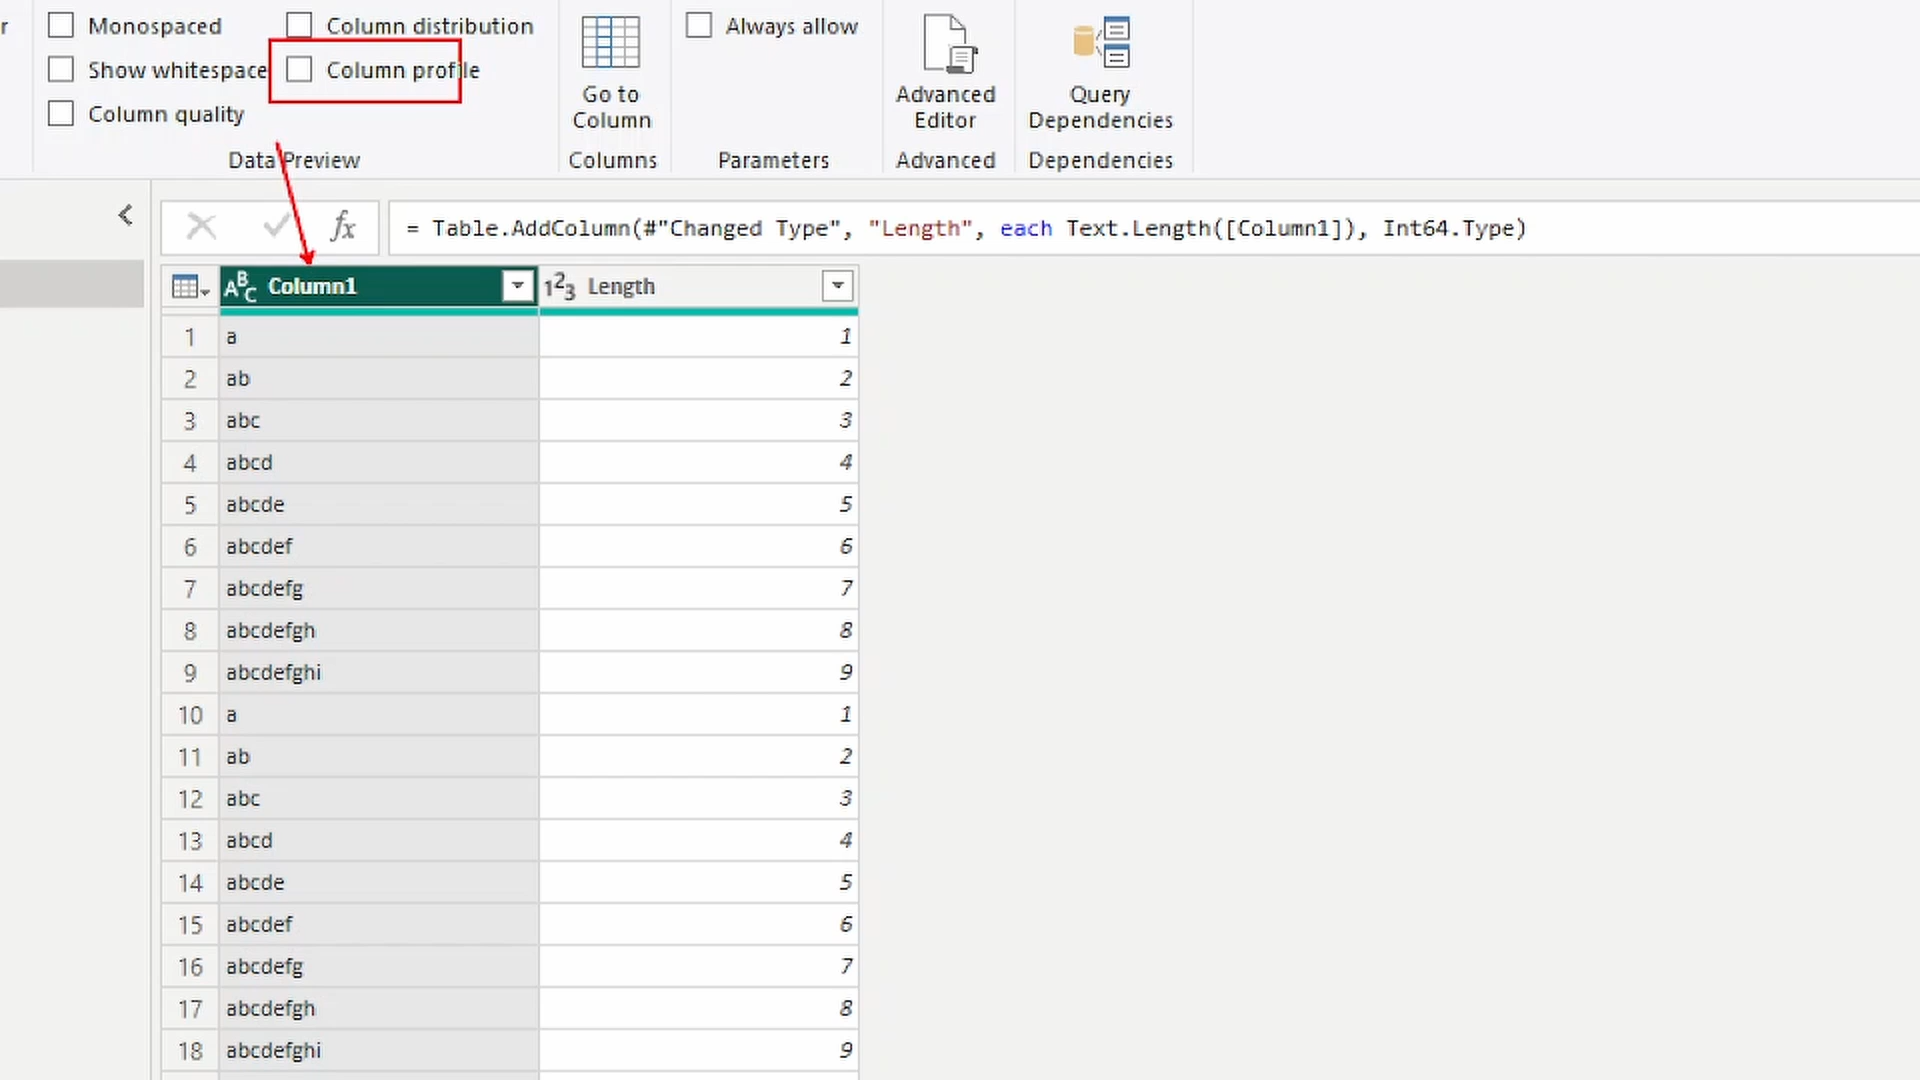 r
Monospaced
Column distribution
Always allow
Show whitespace
Column profile
Column quality
Go to
Column
Advanced
Editor
Query
Dependencies
Data Preview
Columns
Parameters
Advanced
Dependencies
fx
= Table.AddColumn(#"Changed Type", "Length", each Text.Length([Column1]), Int64.Type)
ABC Column1
123 Length
1 a 1
2 ab 2
3 abc 3
4 abcd 4
5 abcde 5
6 abcdef 6
7 abcdefg 7
8 abcdefgh 8
9 abcdefghi 9
10 a 1
11 ab 2
12 abc 3
13 abcd 4
14 abcde 5
15 abcdef 6
16 abcdefg 7
17 abcdefgh 8
18 abcdefghi 9